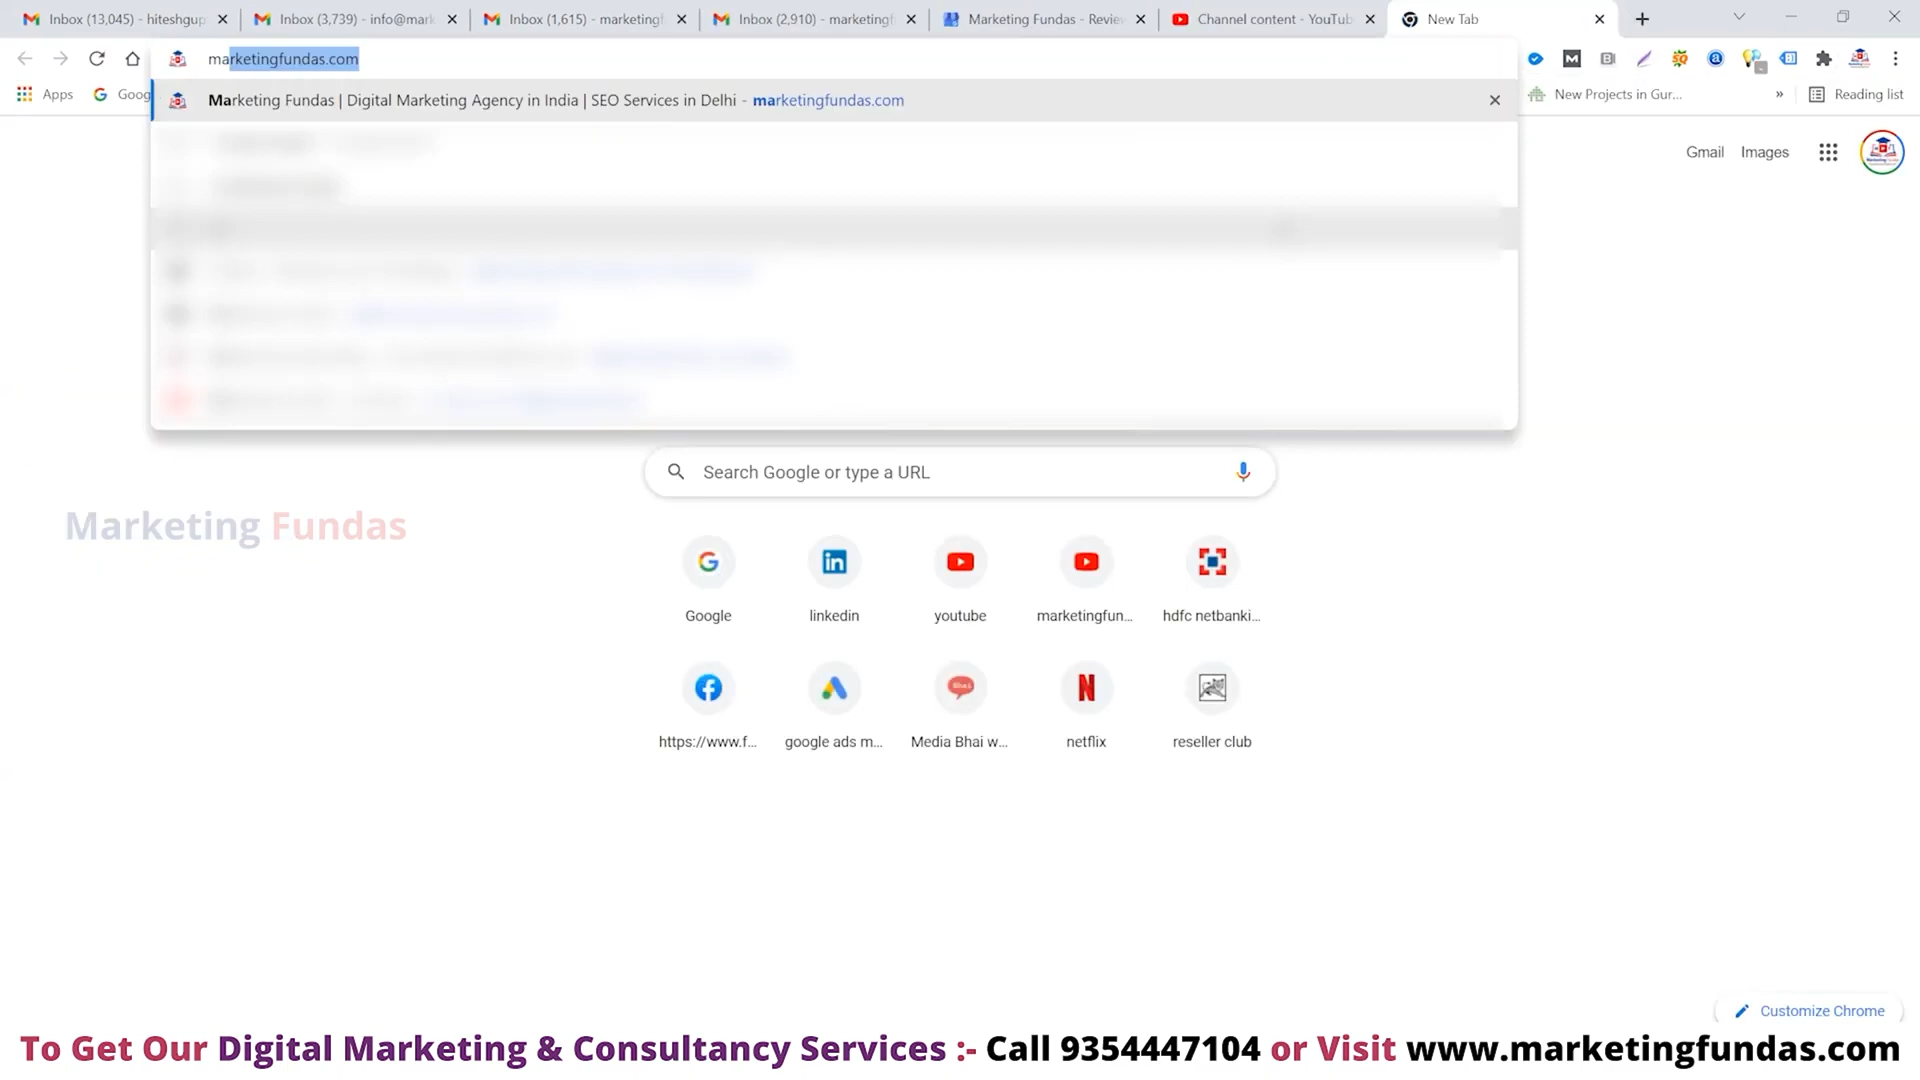 Inbox (13,045) - hiteshgup
Inbox (3,739) - info@mark
Inbox (1,615) - marketingf
Inbox (2,910) - marketingf
Marketing Fundas - Review
Channel content - YouTub
New Tab
marketingfundas.com
Apps
Goog
New Projects in Gur...
»
Reading list
Marketing Fundas | Digital Marketing Agency in India | SEO Services in Delhi - marketingfundas.com
Gmail
Images
Search Google or type a URL
Marketing Fundas
Google
linkedin
youtube
marketingfun...
hdfc netbanki...
https://www.f...
google ads m...
Media Bhai w...
netflix
reseller club
Customize Chrome
To Get Our Digital Marketing & Consultancy Services :- Call 9354447104 or Visit www.marketingfundas.com